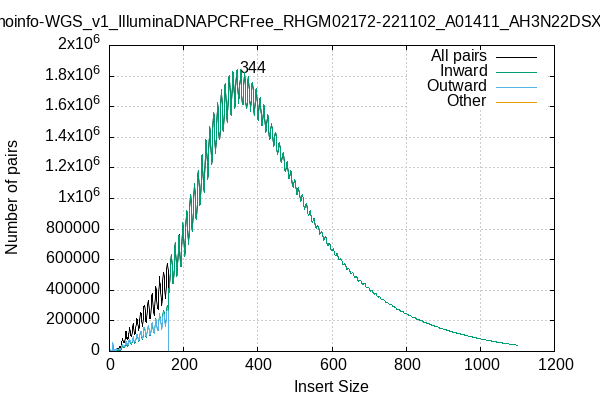 noinfo-WGS_v1_IlluminaDNAPCRFree_RHGM02172-221102_A01411_AH3N22DSX
2x10^6
1.8x10^6
1.6x10^6
1.4x10^6
1.2x10^6
1x10^6
800000
600000
400000
200000
0
Number of pairs
344
All pairs
Inward
Outward
Other
0 200 400 600 800 1000 1200
Insert Size